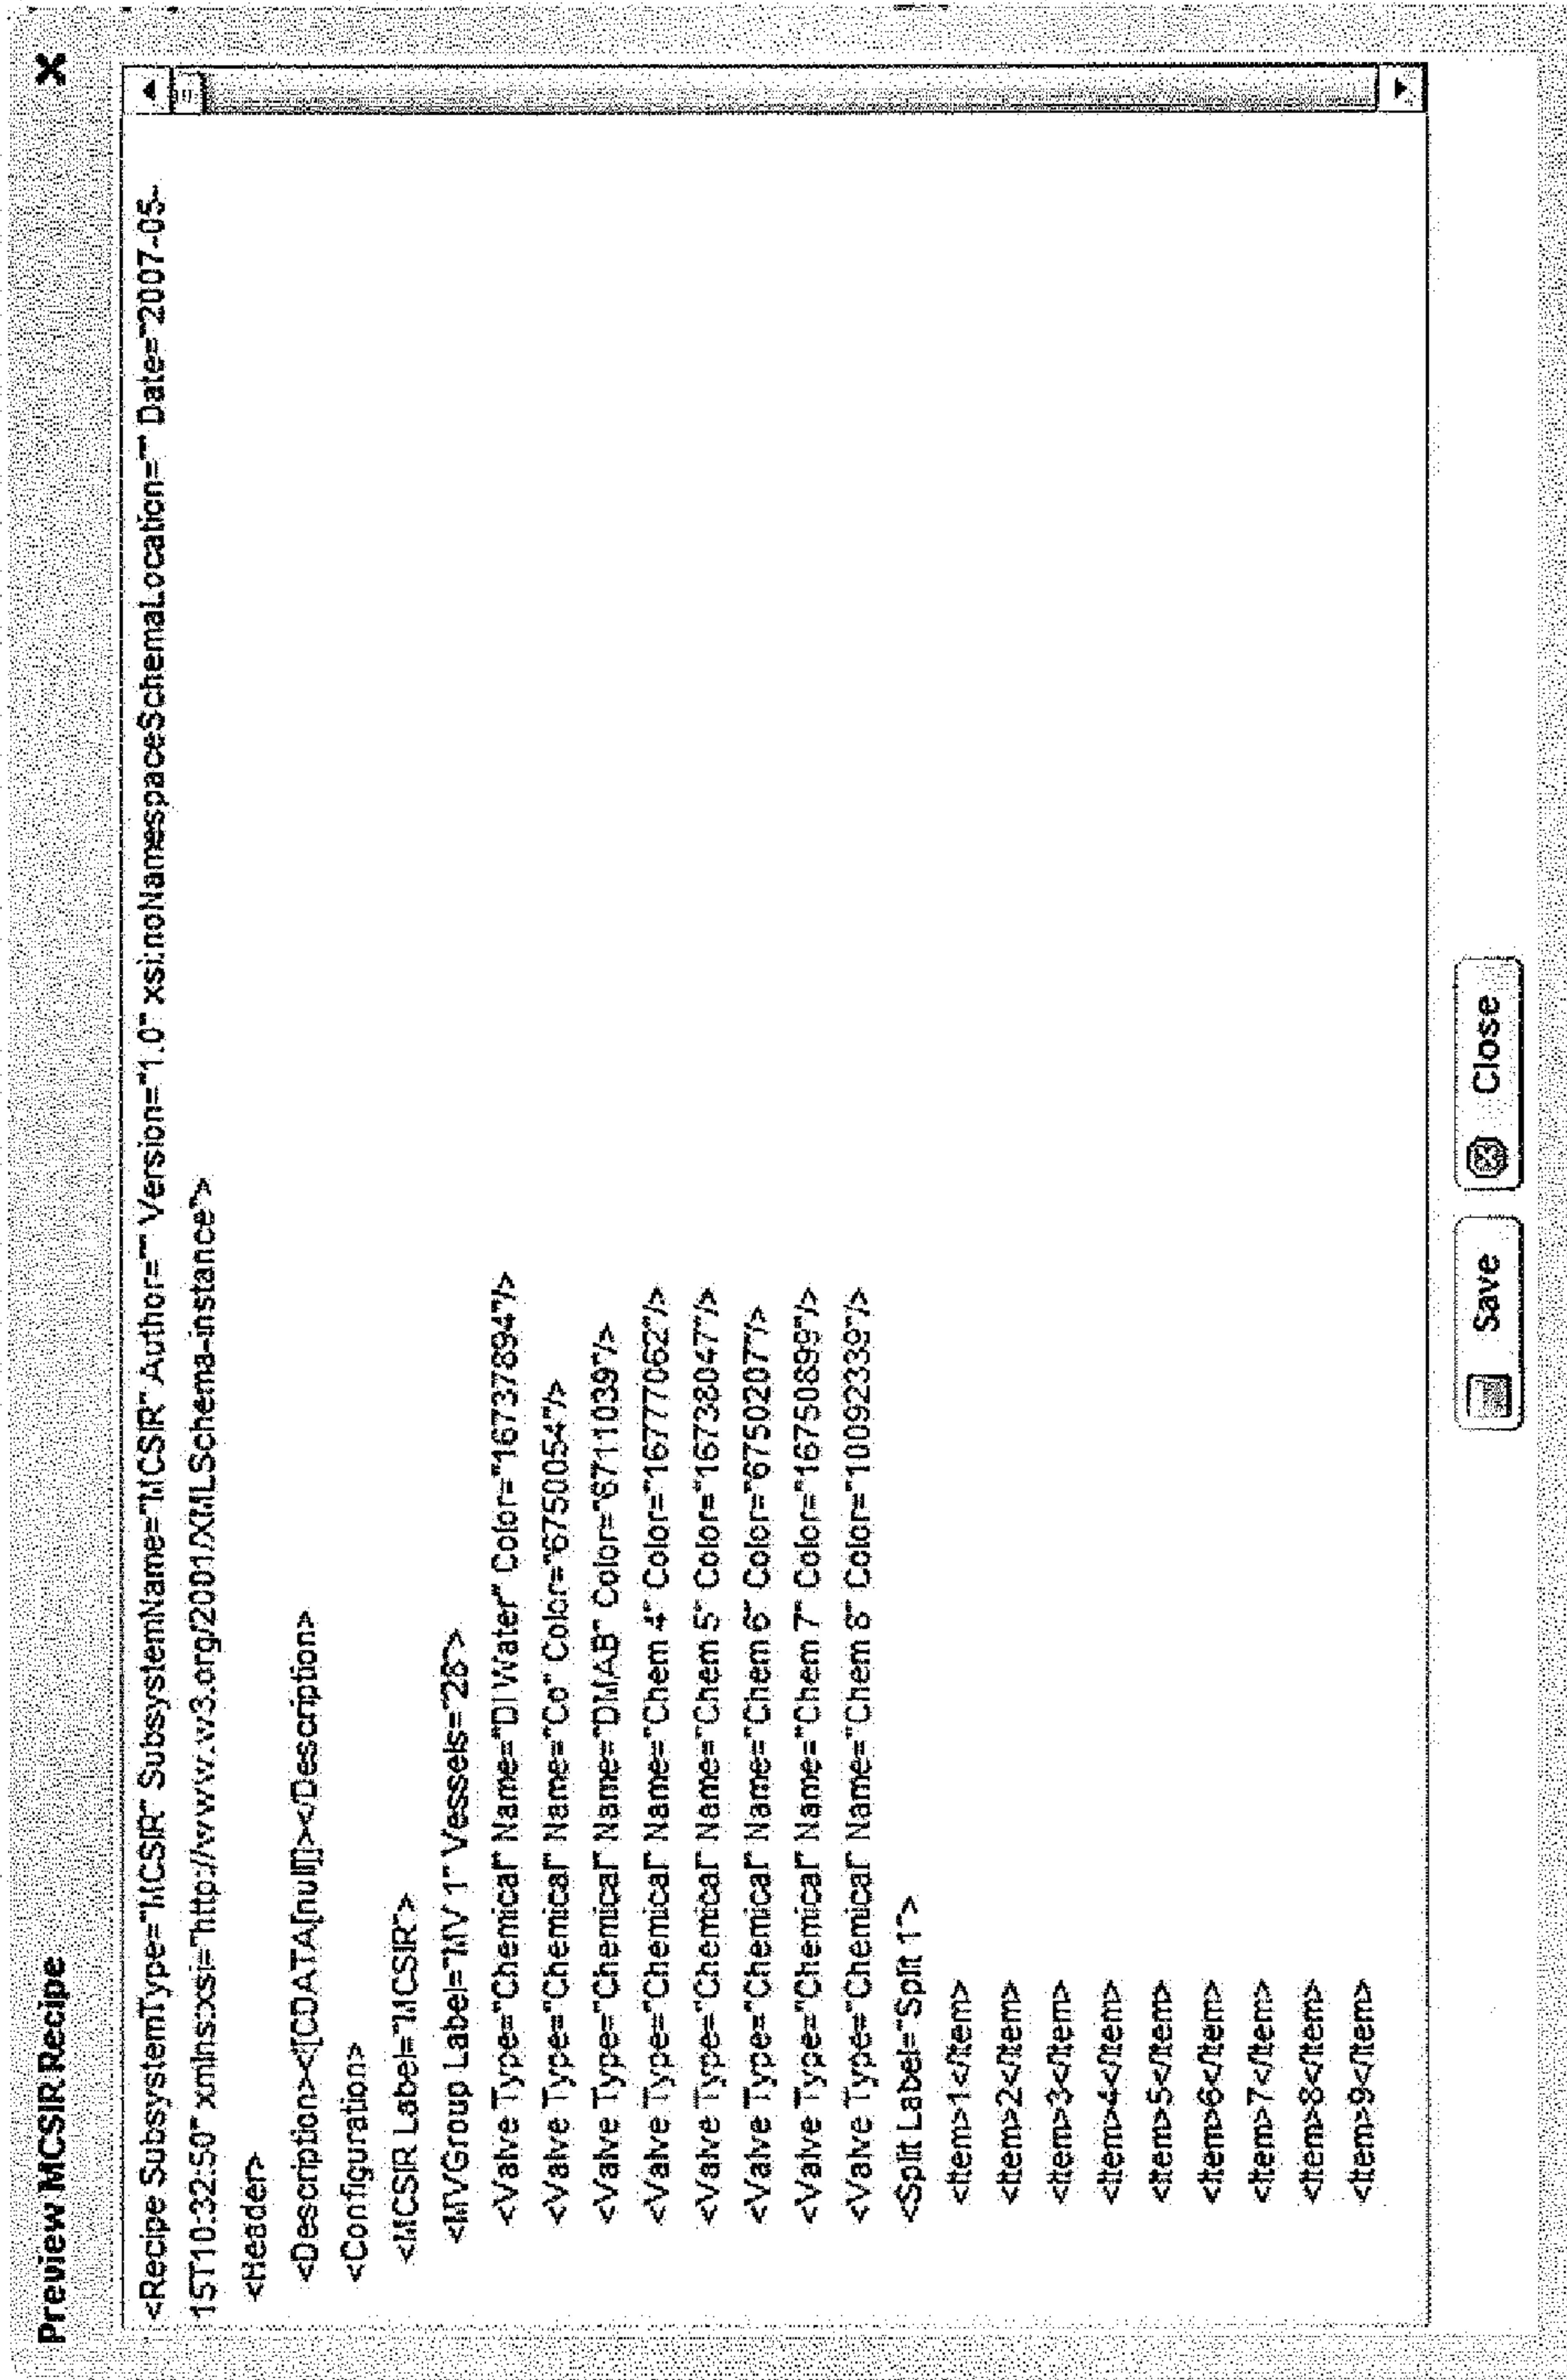 Preview MCSIR Recipe
X
<Recipe SubsystemType="MCSIR" SubsystemName="MCSIR" Author="" Version="1.0" xsi:noNamespaceSchemaLocation="" Date="2007-05-
15T10:32:50" xmlns:xsi="http://www.w3.org/2001/XMLSchema-instance">
<Header>
<Description><![CDATA[null]]></Description>
<Configuration>
<MCSIR Label="MCSIR">
<MVGroup Label="MV 1" Vessels="28">
<Valve Type="Chemical" Name="DI Water" Color="16737894"/>
<Valve Type="Chemical" Name="Co" Color="6750054"/>
<Valve Type="Chemical" Name="DMAB" Color="6711039"/>
<Valve Type="Chemical" Name="Chem 4" Color="16777062"/>
<Valve Type="Chemical" Name="Chem 5" Color="16738047"/>
<Valve Type="Chemical" Name="Chem 6" Color="6750207"/>
<Valve Type="Chemical" Name="Chem 7" Color="16750899"/>
<Valve Type="Chemical" Name="Chem 8" Color="10092339"/>
<Split Label="Split 1">
<Item>1</Item>
<Item>2</Item>
<Item>3</Item>
<Item>4</Item>
<Item>5</Item>
<Item>6</Item>
<Item>7</Item>
<Item>8</Item>
<Item>9</Item>
Save
Close